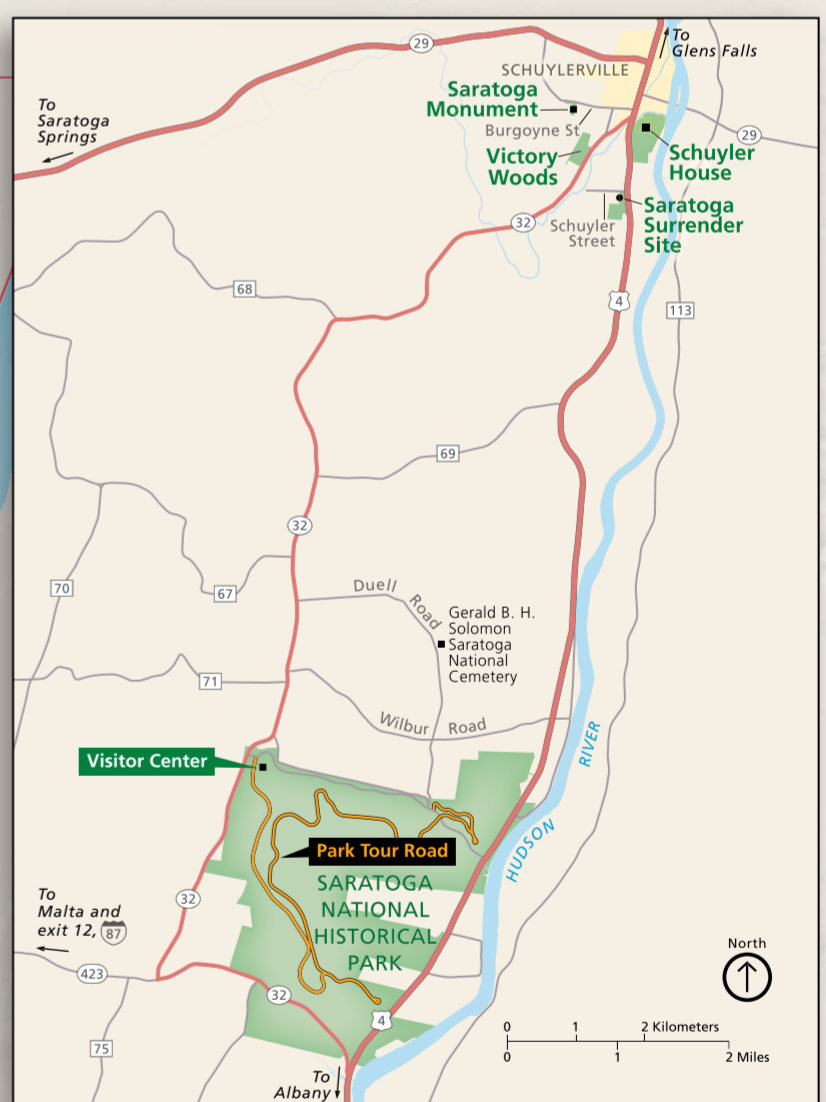 To
Glens Falls
29
SCHUYLERVILLE
Saratoga
Monument
To
Saratoga
Springs
Burgoyne St
29
Victory
Woods
Schuyler
House
Saratoga
Surrender
Site
32
Schuyler
Street
68
4
113
69
32
Duell Road
70
67
Gerald B. H.
Solomon
Saratoga
National
Cemetery
71
Wilbur Road
Visitor Center
HUDSON RIVER
Park Tour Road
SARATOGA
NATIONAL
HISTORICAL
PARK
32
To
Malta and
exit 12, 87
423
North
32
4
0 1 2 Kilometers
0 1 2 Miles
75
To
Albany